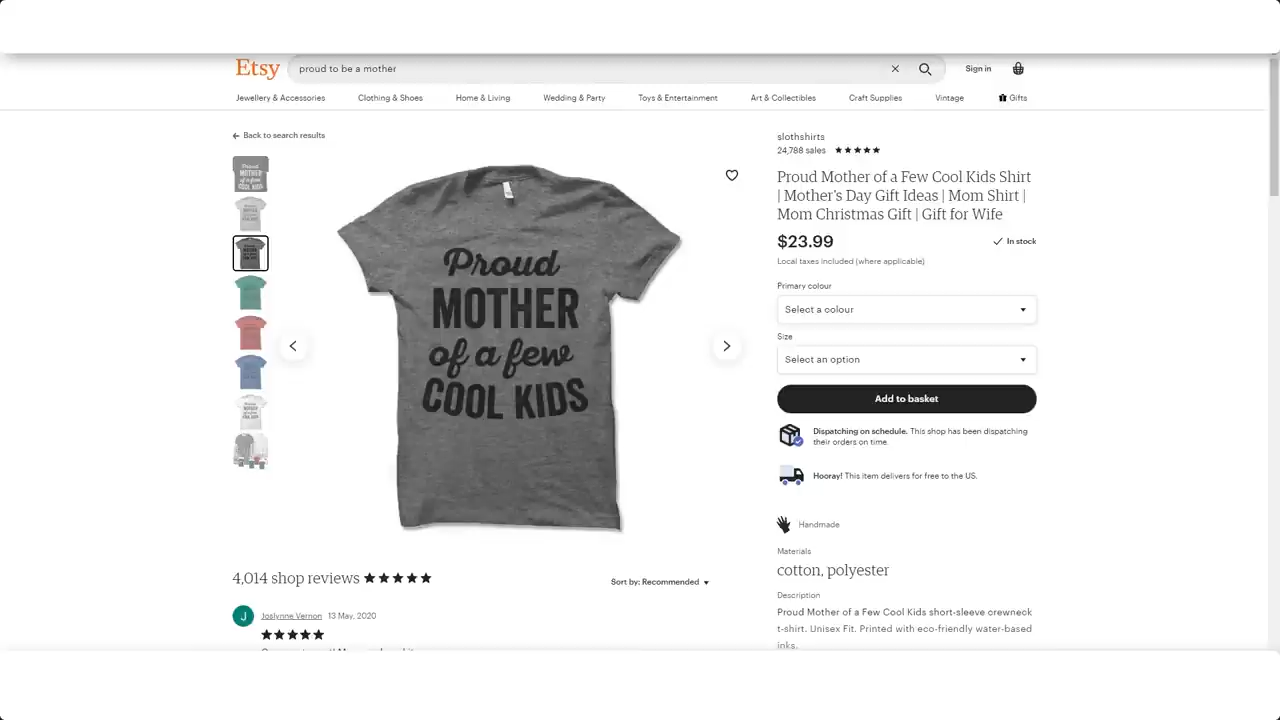 Etsy
proud to be a mother
Sign in
Jewellery & Accessories
Clothing & Shoes
Home & Living
Wedding & Party
Toys & Entertainment
Art & Collectibles
Craft Supplies
Vintage
Gifts
Back to search results
Proud
MOTHER
of a few
COOL KIDS
slothshirts
24,788 sales
Proud Mother of a Few Cool Kids Shirt
| Mother's Day Gift Ideas | Mom Shirt |
Mom Christmas Gift | Gift for Wife
$23.99
In stock
Local taxes included (where applicable)
Primary colour
Select a colour
Size
Select an option
Add to basket
Dispatching on schedule. This shop has been dispatching
their orders on time.
Hooray! This item delivers for free to the US.
Handmade
Materials
cotton, polyester
Description
Proud Mother of a Few Cool Kids short-sleeve crewneck
t-shirt. Unisex Fit. Printed with eco-friendly water-based
inks.
4,014 shop reviews
Sort by: Recommended
J
Joslynne Vernon 13 May, 2020